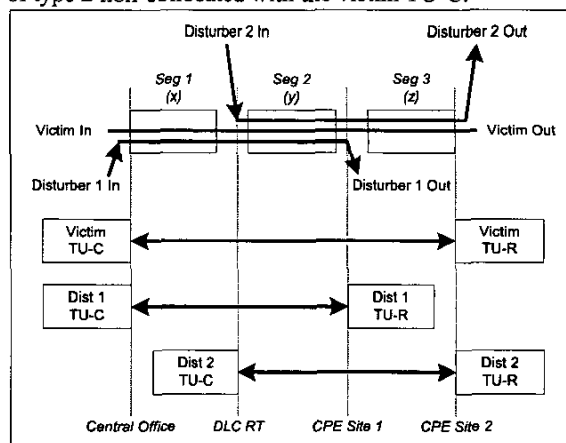 of type 2 non-collocated with the victim TU-C.
Disturber 2 In
Disturber 2 Out
Seg 1
(x)
Seg 2
(y)
Seg 3
(z)
Victim In
Victim Out
Disturber 1 In
Disturber 1 Out
Victim
TU-C
Victim
TU-R
Dist 1
TU-C
Dist 1
TU-R
Dist 2
TU-C
Dist 2
TU-R
Central Office
DLC RT
CPE Site 1
CPE Site 2